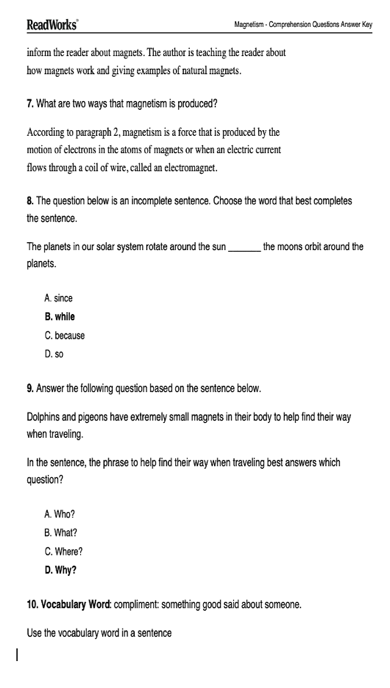 ReadWorks® Magnetism - Comprehension Questions Answer Key
inform the reader about magnets. The author is teaching the reader about
how magnets work and giving examples of natural magnets.
7. What are two ways that magnetism is produced?
According to paragraph 2, magnetism is a force that is produced by the
motion of electrons in the atoms of magnets or when an electric current
flows through a coil of wire, called an electromagnet.
8. The question below is an incomplete sentence. Choose the word that best completes
the sentence.
The planets in our solar system rotate around the sun _______ the moons orbit around the
planets.
A. since
B. while
C. because
D. so
9. Answer the following question based on the sentence below.
Dolphins and pigeons have extremely small magnets in their body to help find their way
when traveling.
In the sentence, the phrase to help find their way when traveling best answers which
question?
A. Who?
B. What?
C. Where?
D. Why?
10. Vocabulary Word: compliment: something good said about someone.
Use the vocabulary word in a sentence